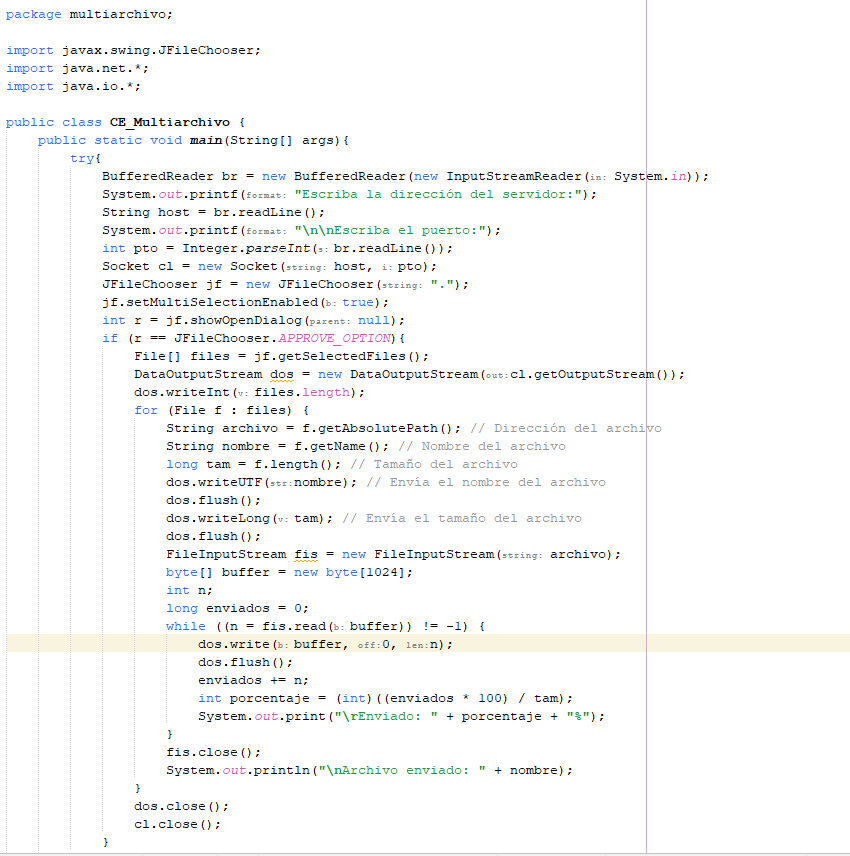 package multiarchivo;
import javax.swing.JFileChooser;
import java.net.*;
import java.io.*;
public class CE_Multiarchivo {
    public static void main(String[] args){
        try{
            BufferedReader br = new BufferedReader(new InputStreamReader(in: System.in));
            System.out.printf(format: "Escriba la dirección del servidor:");
            String host = br.readLine();
            System.out.printf(format: "\n\nEscriba el puerto:");
            int pto = Integer.parseInt(s: br.readLine());
            Socket cl = new Socket(string: host, i: pto);
            JFileChooser jf = new JFileChooser(string: ".");
            jf.setMultiSelectionEnabled(b: true);
            int r = jf.showOpenDialog(parent: null);
            if (r == JFileChooser.APPROVE_OPTION){
                File[] files = jf.getSelectedFiles();
                DataOutputStream dos = new DataOutputStream(out: cl.getOutputStream());
                dos.writeInt(v: files.length);
                for (File f : files) {
                    String archivo = f.getAbsolutePath(); // Dirección del archivo
                    String nombre = f.getName(); // Nombre del archivo
                    long tam = f.length(); // Tamaño del archivo
                    dos.writeUTF(str: nombre); // Envía el nombre del archivo
                    dos.flush();
                    dos.writeLong(v: tam); // Envía el tamaño del archivo
                    dos.flush();
                    FileInputStream fis = new FileInputStream(string: archivo);
                    byte[] buffer = new byte[1024];
                    int n;
                    long enviados = 0;
                    while ((n = fis.read(b: buffer)) != -1) {
                        dos.write(b: buffer, off: 0, len: n);
                        dos.flush();
                        enviados += n;
                        int porcentaje = (int)((enviados * 100) / tam);
                        System.out.print("\rEnviado: " + porcentaje + "%");
                    }
                    fis.close();
                    System.out.println("\nArchivo enviado: " + nombre);
                }
                dos.close();
                cl.close();
            }